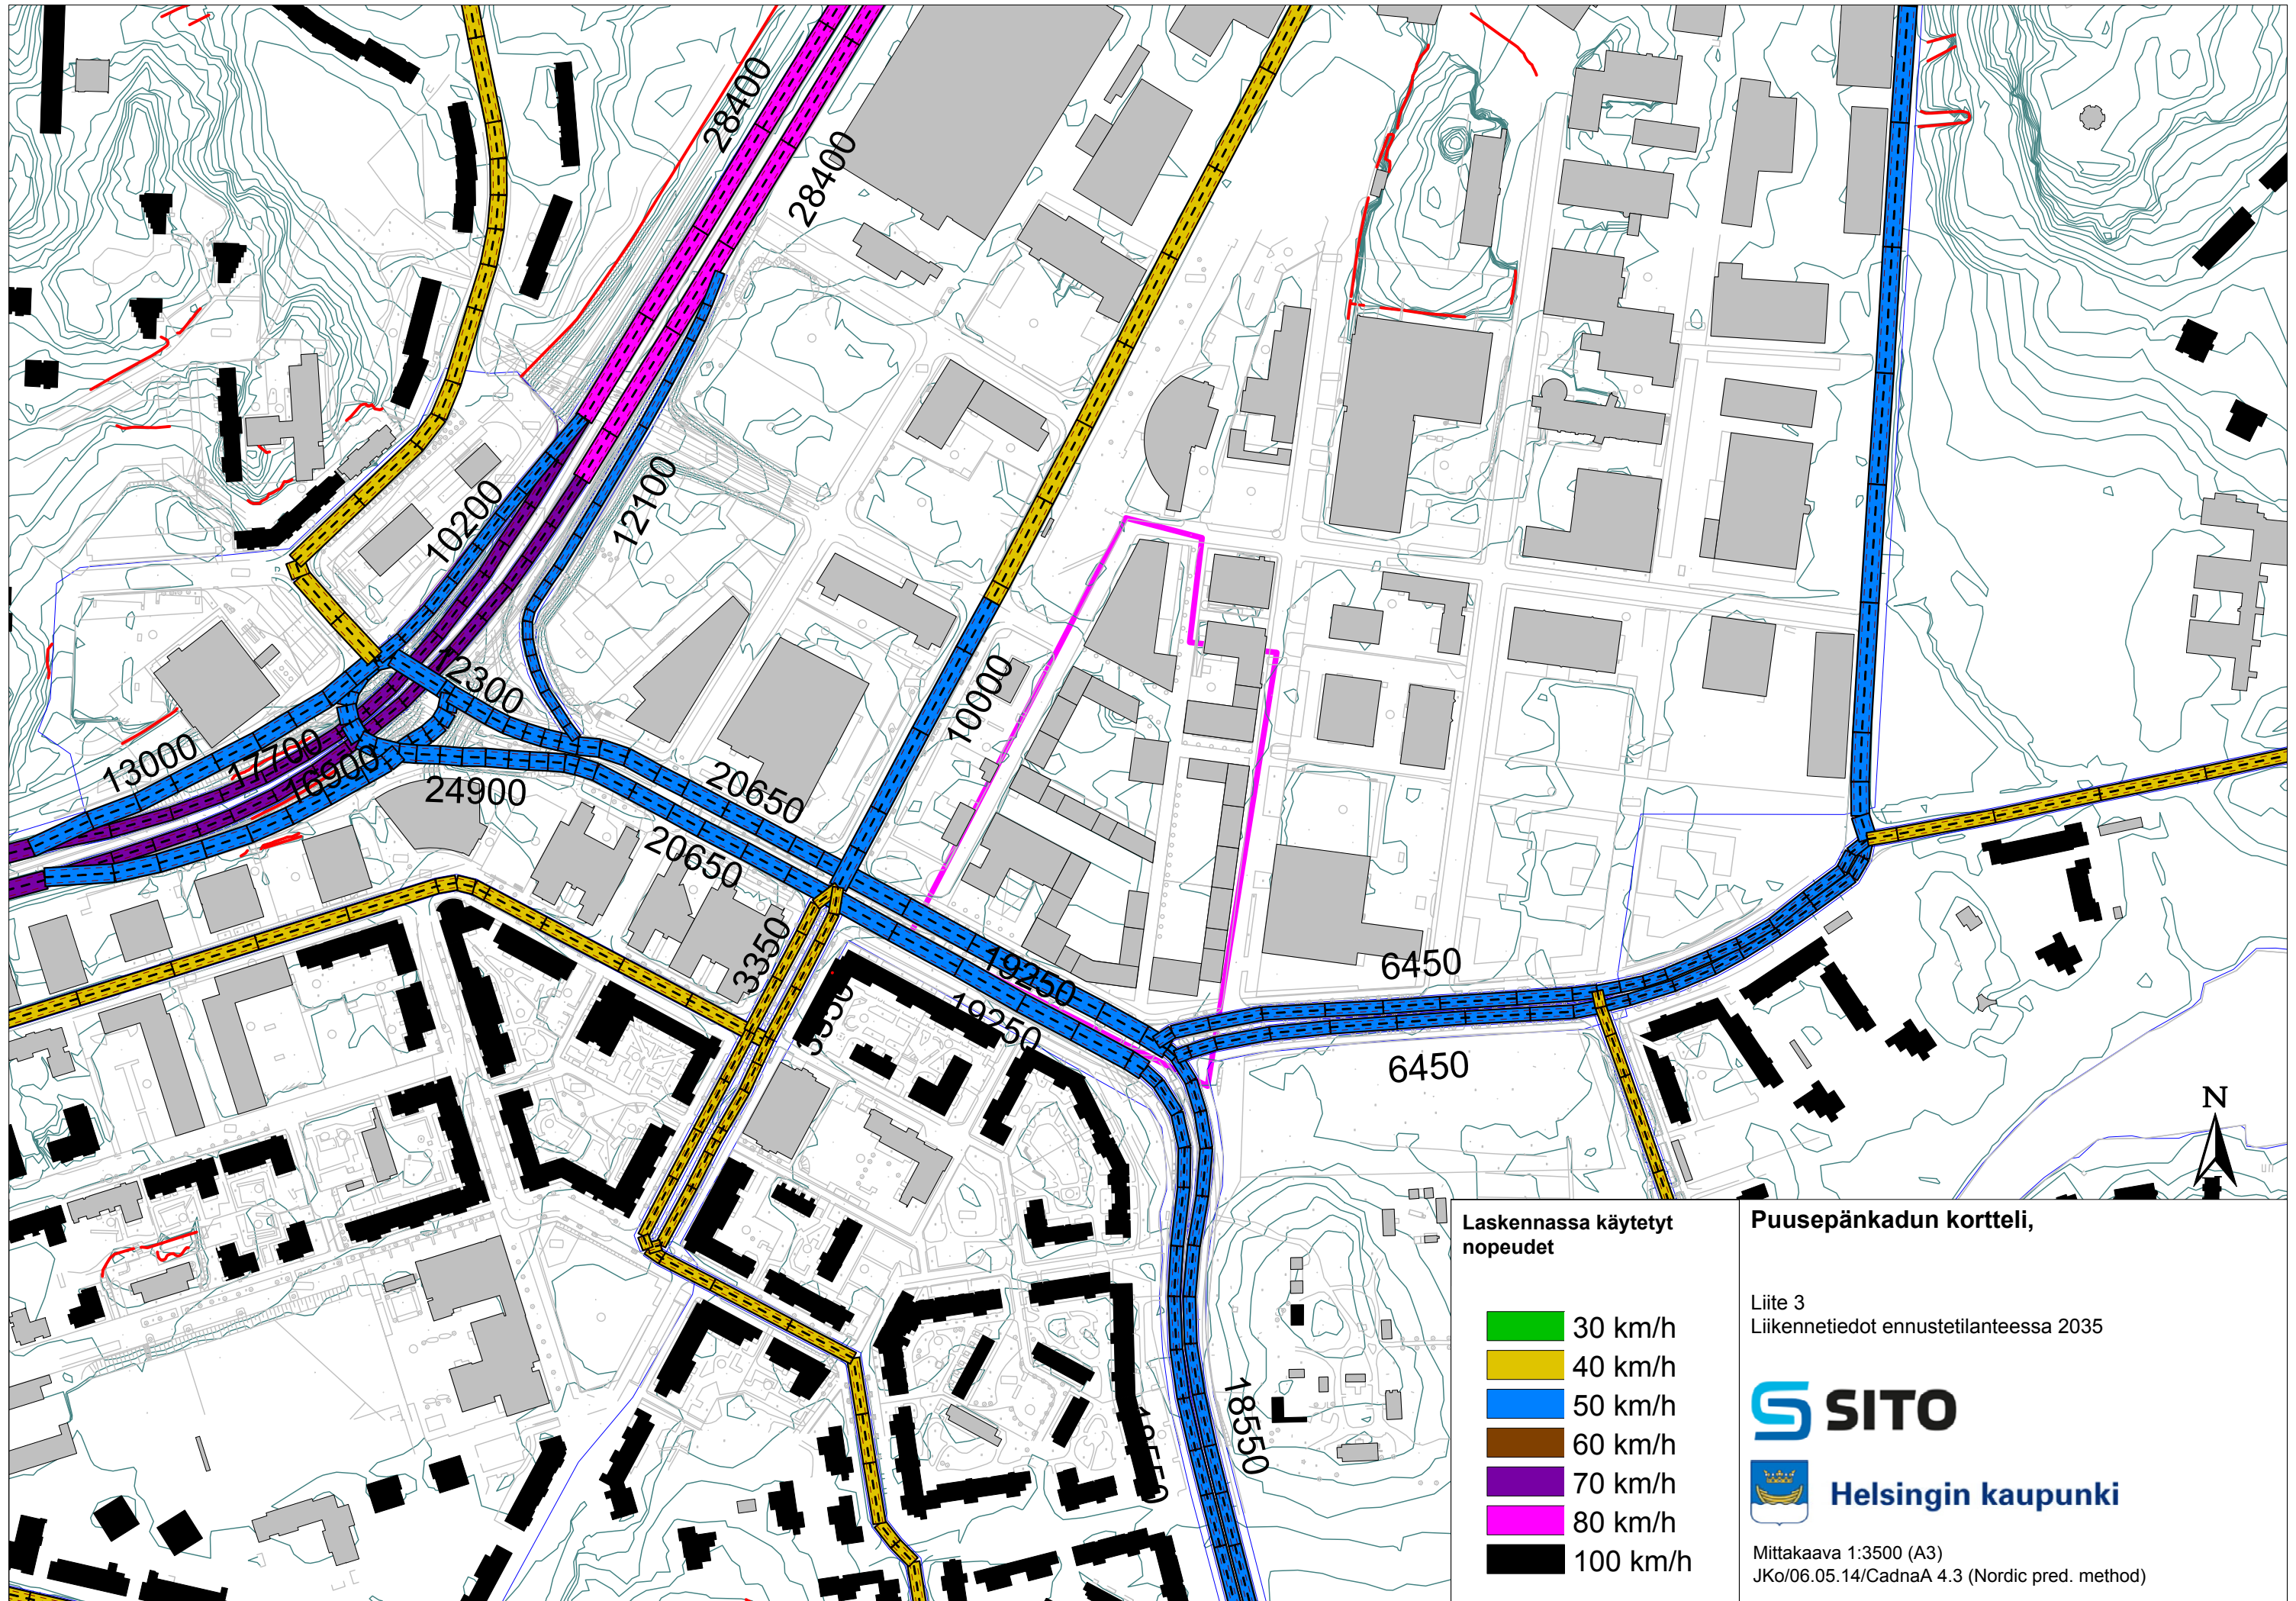 28400
28400
10200
12100
12300
10000
13000
17700
16900
24900
20650
20650
3350
3350
19250
19250
6450
6450
18550
18550
N
Laskennassa käytetyt
nopeudet
30 km/h
40 km/h
50 km/h
60 km/h
70 km/h
80 km/h
100 km/h
Puusepänkadun kortteli,
Liite 3
Liikennetiedot ennustetilanteessa 2035
SITO
Helsingin kaupunki
Mittakaava 1:3500 (A3)
JKo/06.05.14/CadnaA 4.3 (Nordic pred. method)